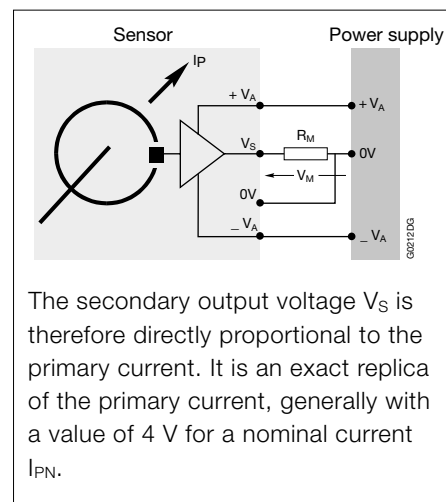 Sensor Power supply
IP
+ VA + VA
VS RM 0V
VM
0V
_ VA _ VA
G0212DG
The secondary output voltage VS is
therefore directly proportional to the
primary current. It is an exact replica
of the primary current, generally with
a value of 4 V for a nominal current
IPN.